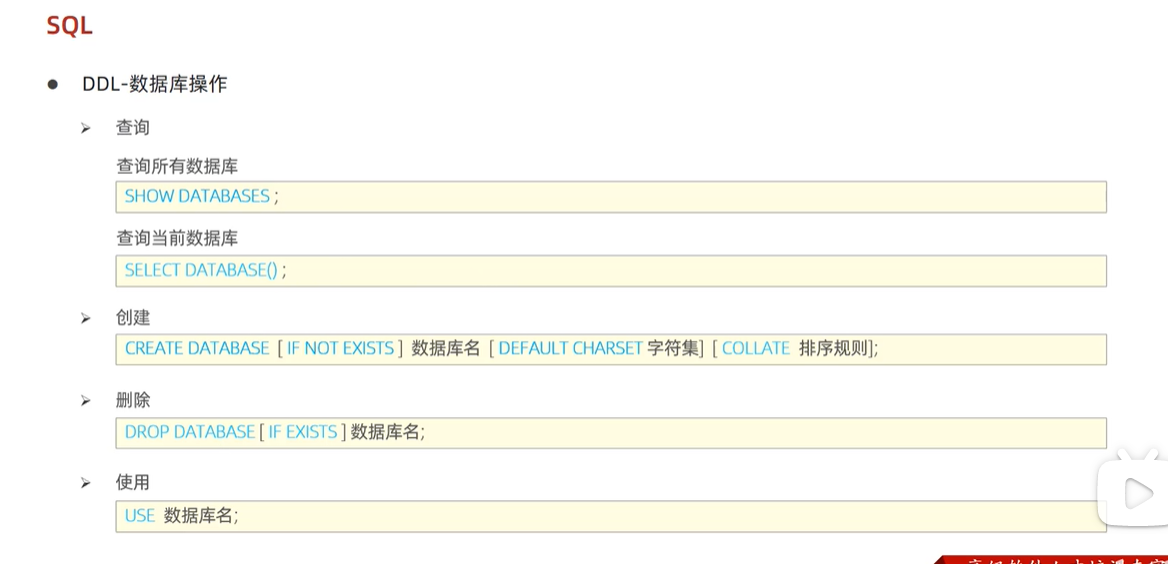 SQL
DDL-数据库操作
查询
查询所有数据库
SHOW DATABASES ;
查询当前数据库
SELECT DATABASE() ;
创建
CREATE DATABASE [ IF NOT EXISTS ] 数据库名 [ DEFAULT CHARSET 字符集] [ COLLATE 排序规则];
删除
DROP DATABASE [ IF EXISTS ] 数据库名;
使用
USE 数据库名;